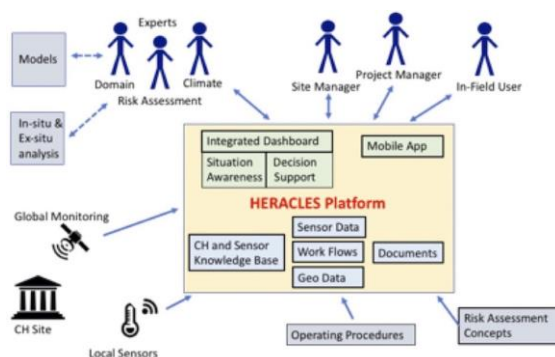 Experts
Models
Domain
Climate
Risk Assessment
Site Manager
Project Manager
In-Field User
In-situ &
Ex-situ
analysis
Integrated Dashboard
Mobile App
Situation
Awareness
Decision
Support
HERACLES Platform
Global Monitoring
Sensor Data
CH and Sensor
Knowledge Base
Work Flows
Documents
Geo Data
CH Site
Local Sensors
Operating Procedures
Risk Assessment
Concepts